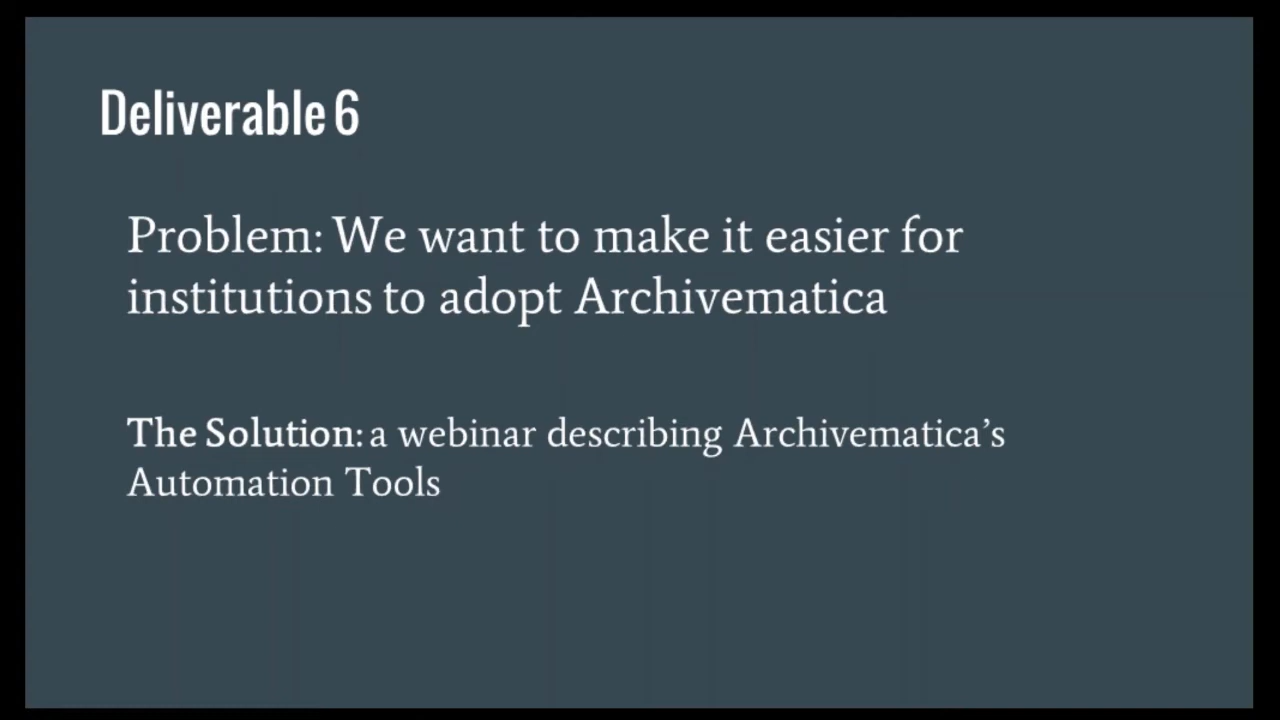 Deliverable 6
Problem: We want to make it easier for
institutions to adopt Archivematica
The Solution: a webinar describing Archivematica’s
Automation Tools